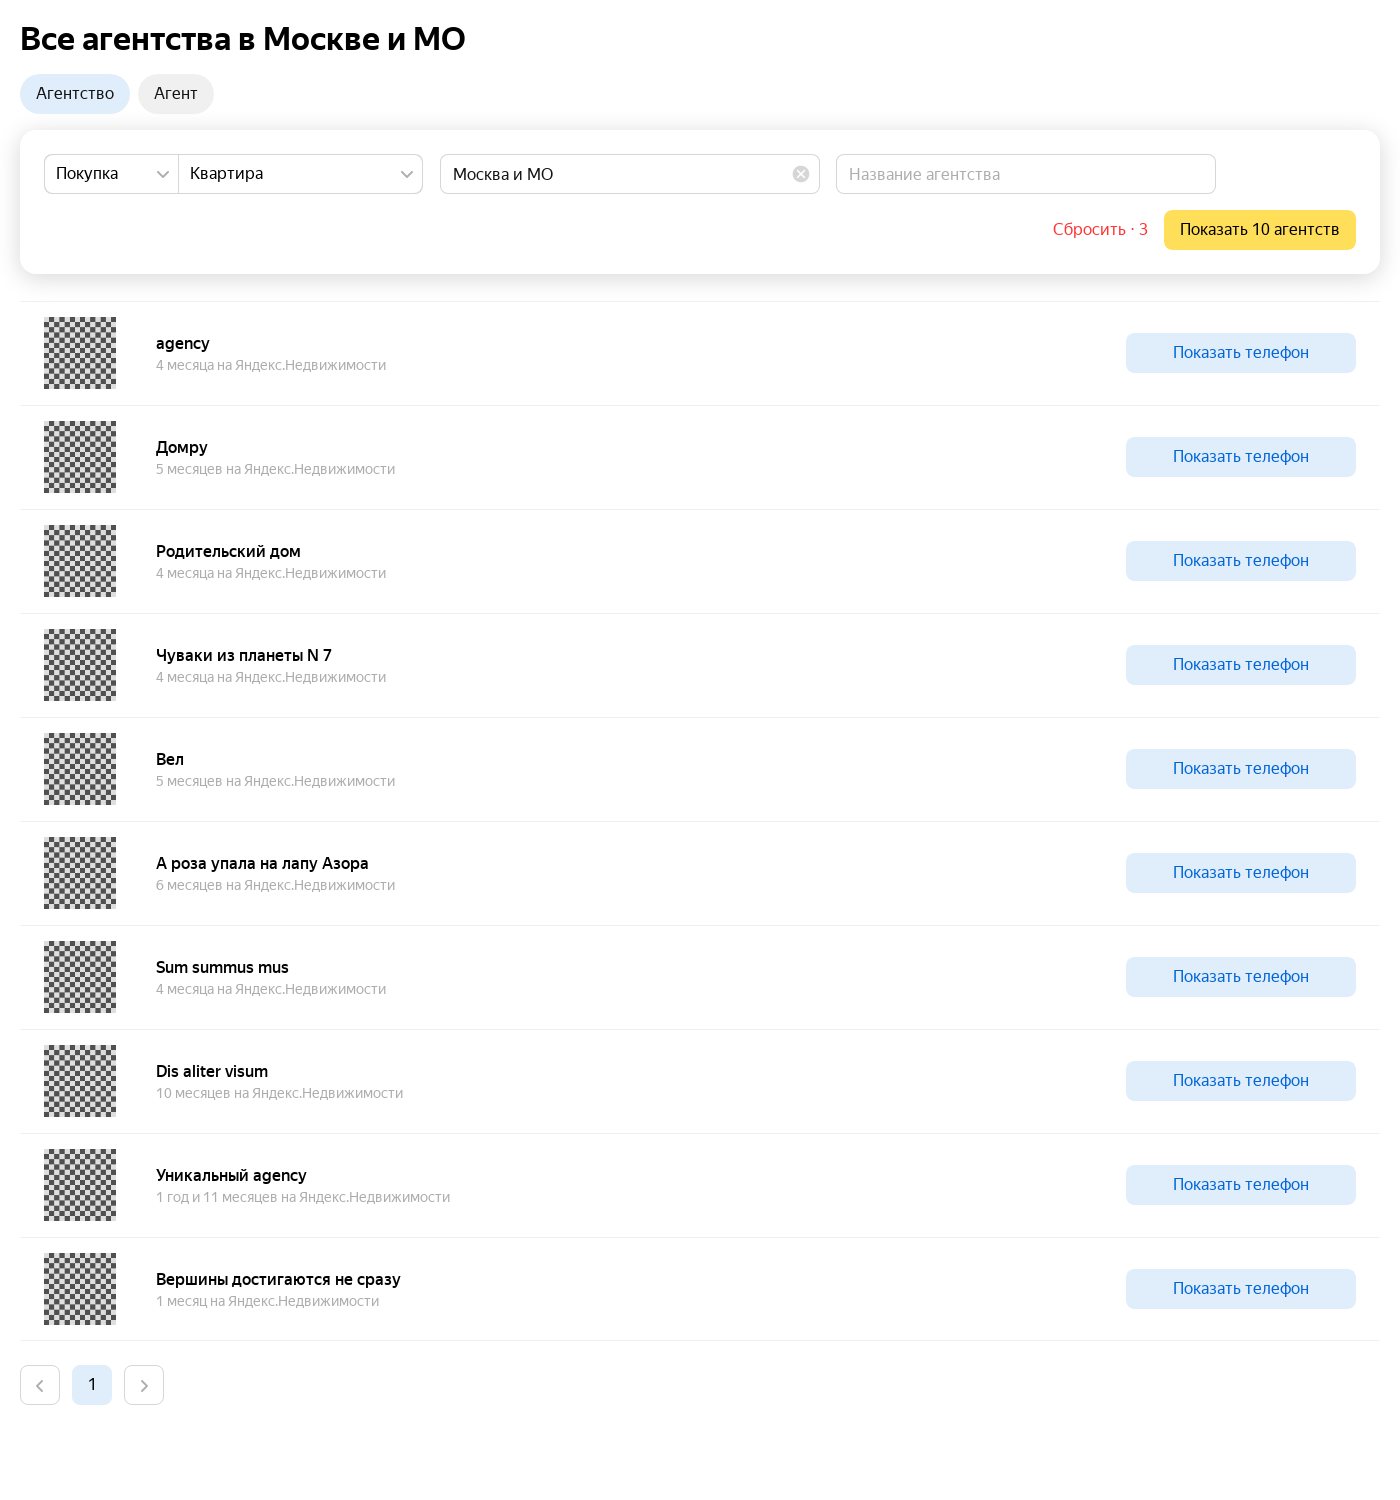 Все агентства в Москве и МО
Агентство Агент
Покупка Квартира Москва и МО Название агентства
Сбросить · 3 Показать 10 агентств
agency
4 месяца на Яндекс.Недвижимости
Показать телефон
Домру
5 месяцев на Яндекс.Недвижимости
Показать телефон
Родительский дом
4 месяца на Яндекс.Недвижимости
Показать телефон
Чуваки из планеты N 7
4 месяца на Яндекс.Недвижимости
Показать телефон
Вел
5 месяцев на Яндекс.Недвижимости
Показать телефон
А роза упала на лапу Азора
6 месяцев на Яндекс.Недвижимости
Показать телефон
Sum summus mus
4 месяца на Яндекс.Недвижимости
Показать телефон
Dis aliter visum
10 месяцев на Яндекс.Недвижимости
Показать телефон
Уникальный agency
1 год и 11 месяцев на Яндекс.Недвижимости
Показать телефон
Вершины достигаются не сразу
1 месяц на Яндекс.Недвижимости
Показать телефон
1